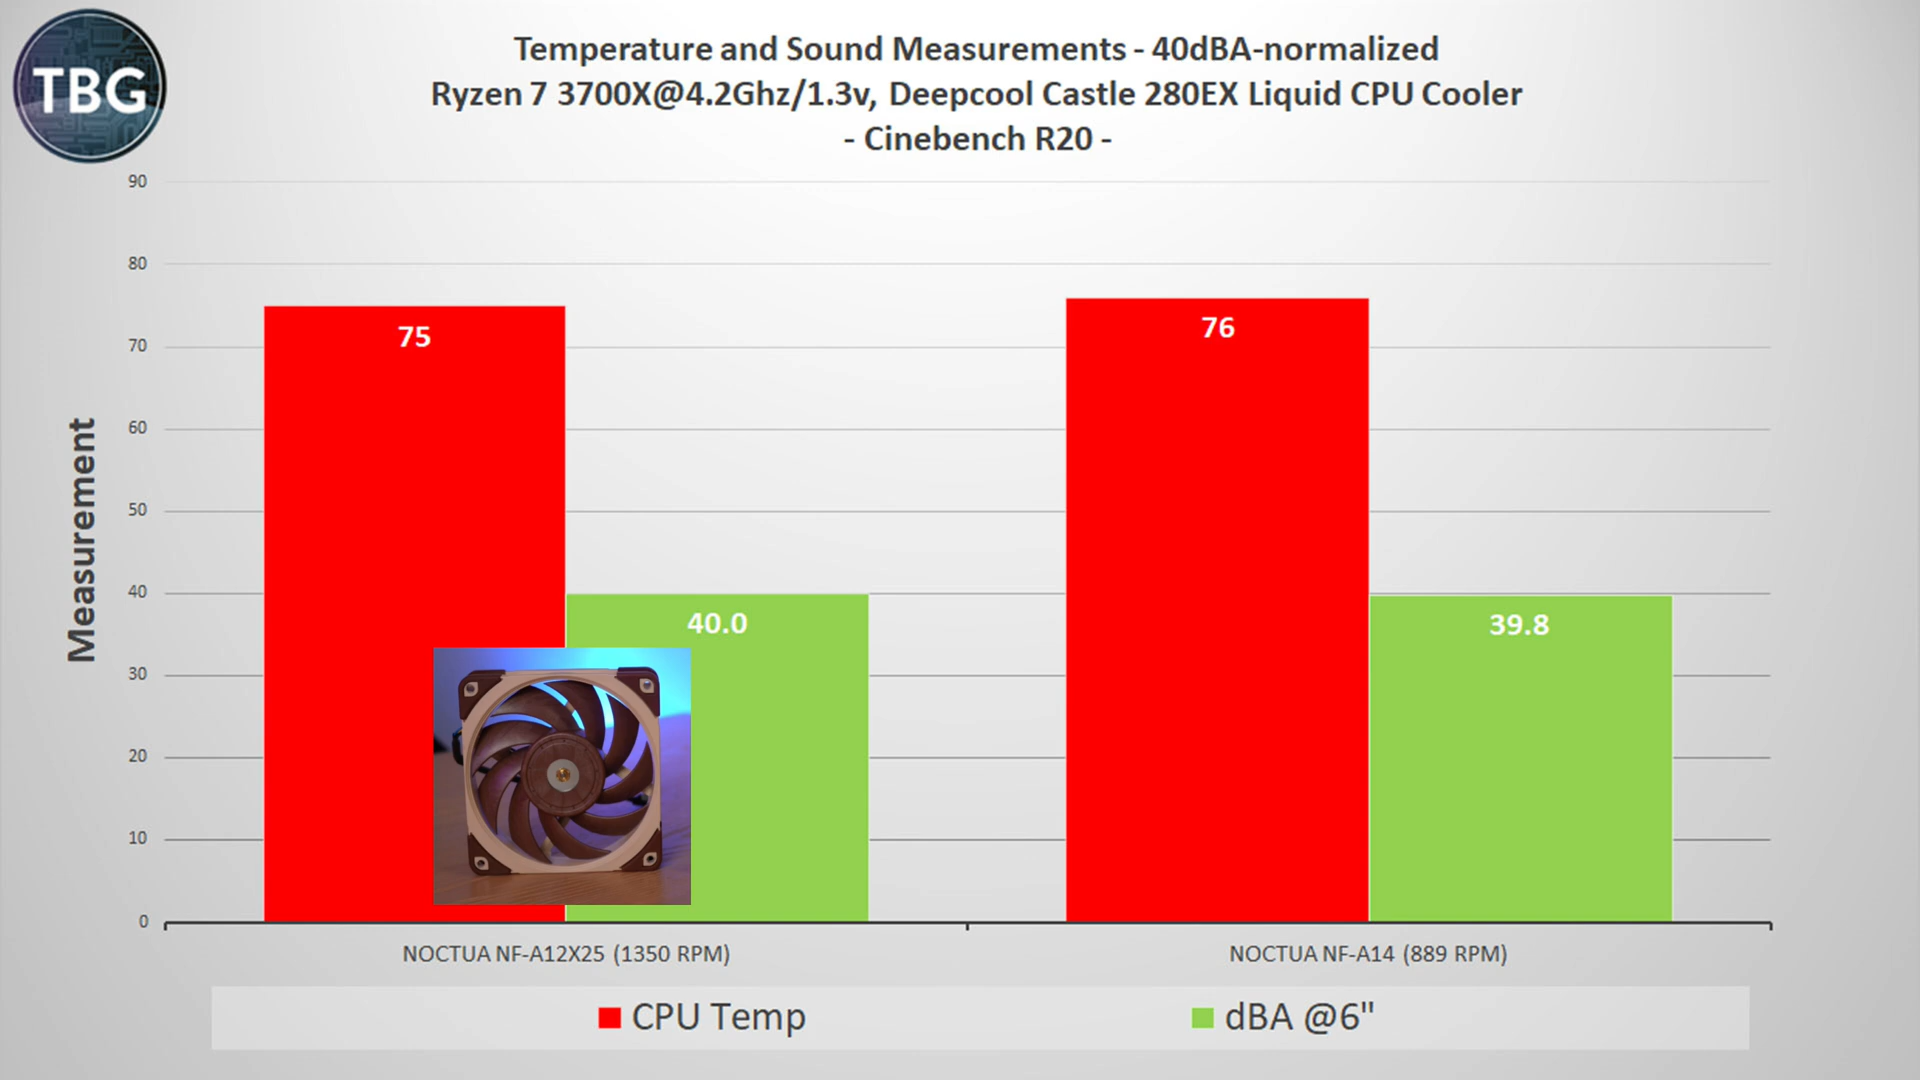 TBG
Temperature and Sound Measurements - 40dBA-normalized
Ryzen 7 3700X@4.2Ghz/1.3v, Deepcool Castle 280EX Liquid CPU Cooler
- Cinebench R20 -
Measurement
90
80
70
60
50
40
30
20
10
0
75
40.0
76
39.8
NOCTUA NF-A12X25 (1350 RPM)
NOCTUA NF-A14 (889 RPM)
CPU Temp
dBA @6"